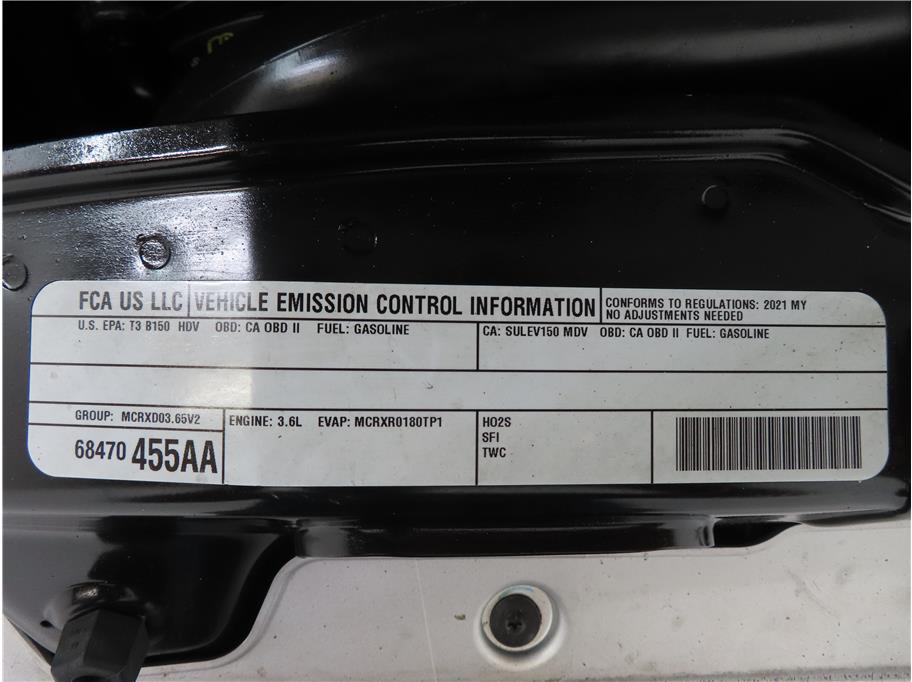 FCA US LLC VEHICLE EMISSION CONTROL INFORMATION CONFORMS TO REGULATIONS: 2021 MY
NO ADJUSTMENTS NEEDED
U.S. EPA: T3 B150 HDV OBD: CA OBD II FUEL: GASOLINE
CA: SULEV150 MDV OBD: CA OBD II FUEL: GASOLINE
GROUP: MCRXD03.65V2
68470 455AA
ENGINE: 3.6L EVAP: MCRXR0180TP1
HO2S
SFI
TWC